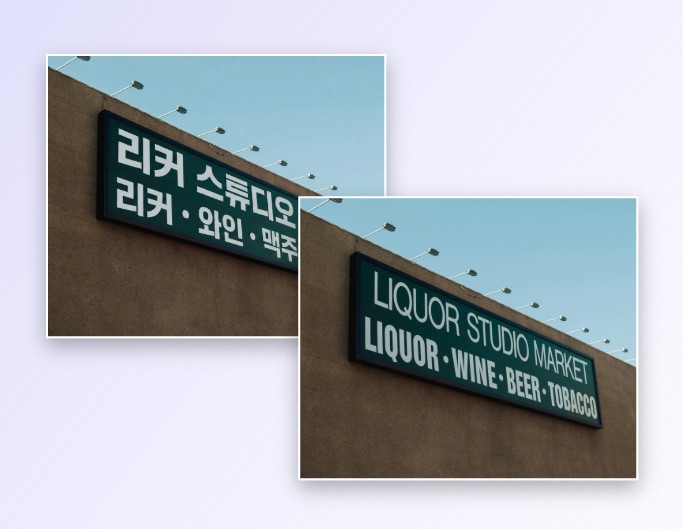 리커 스튜디오
리커 · 와인 · 맥주
LIQUOR STUDIO MARKET
LIQUOR · WINE · BEER · TOBACCO